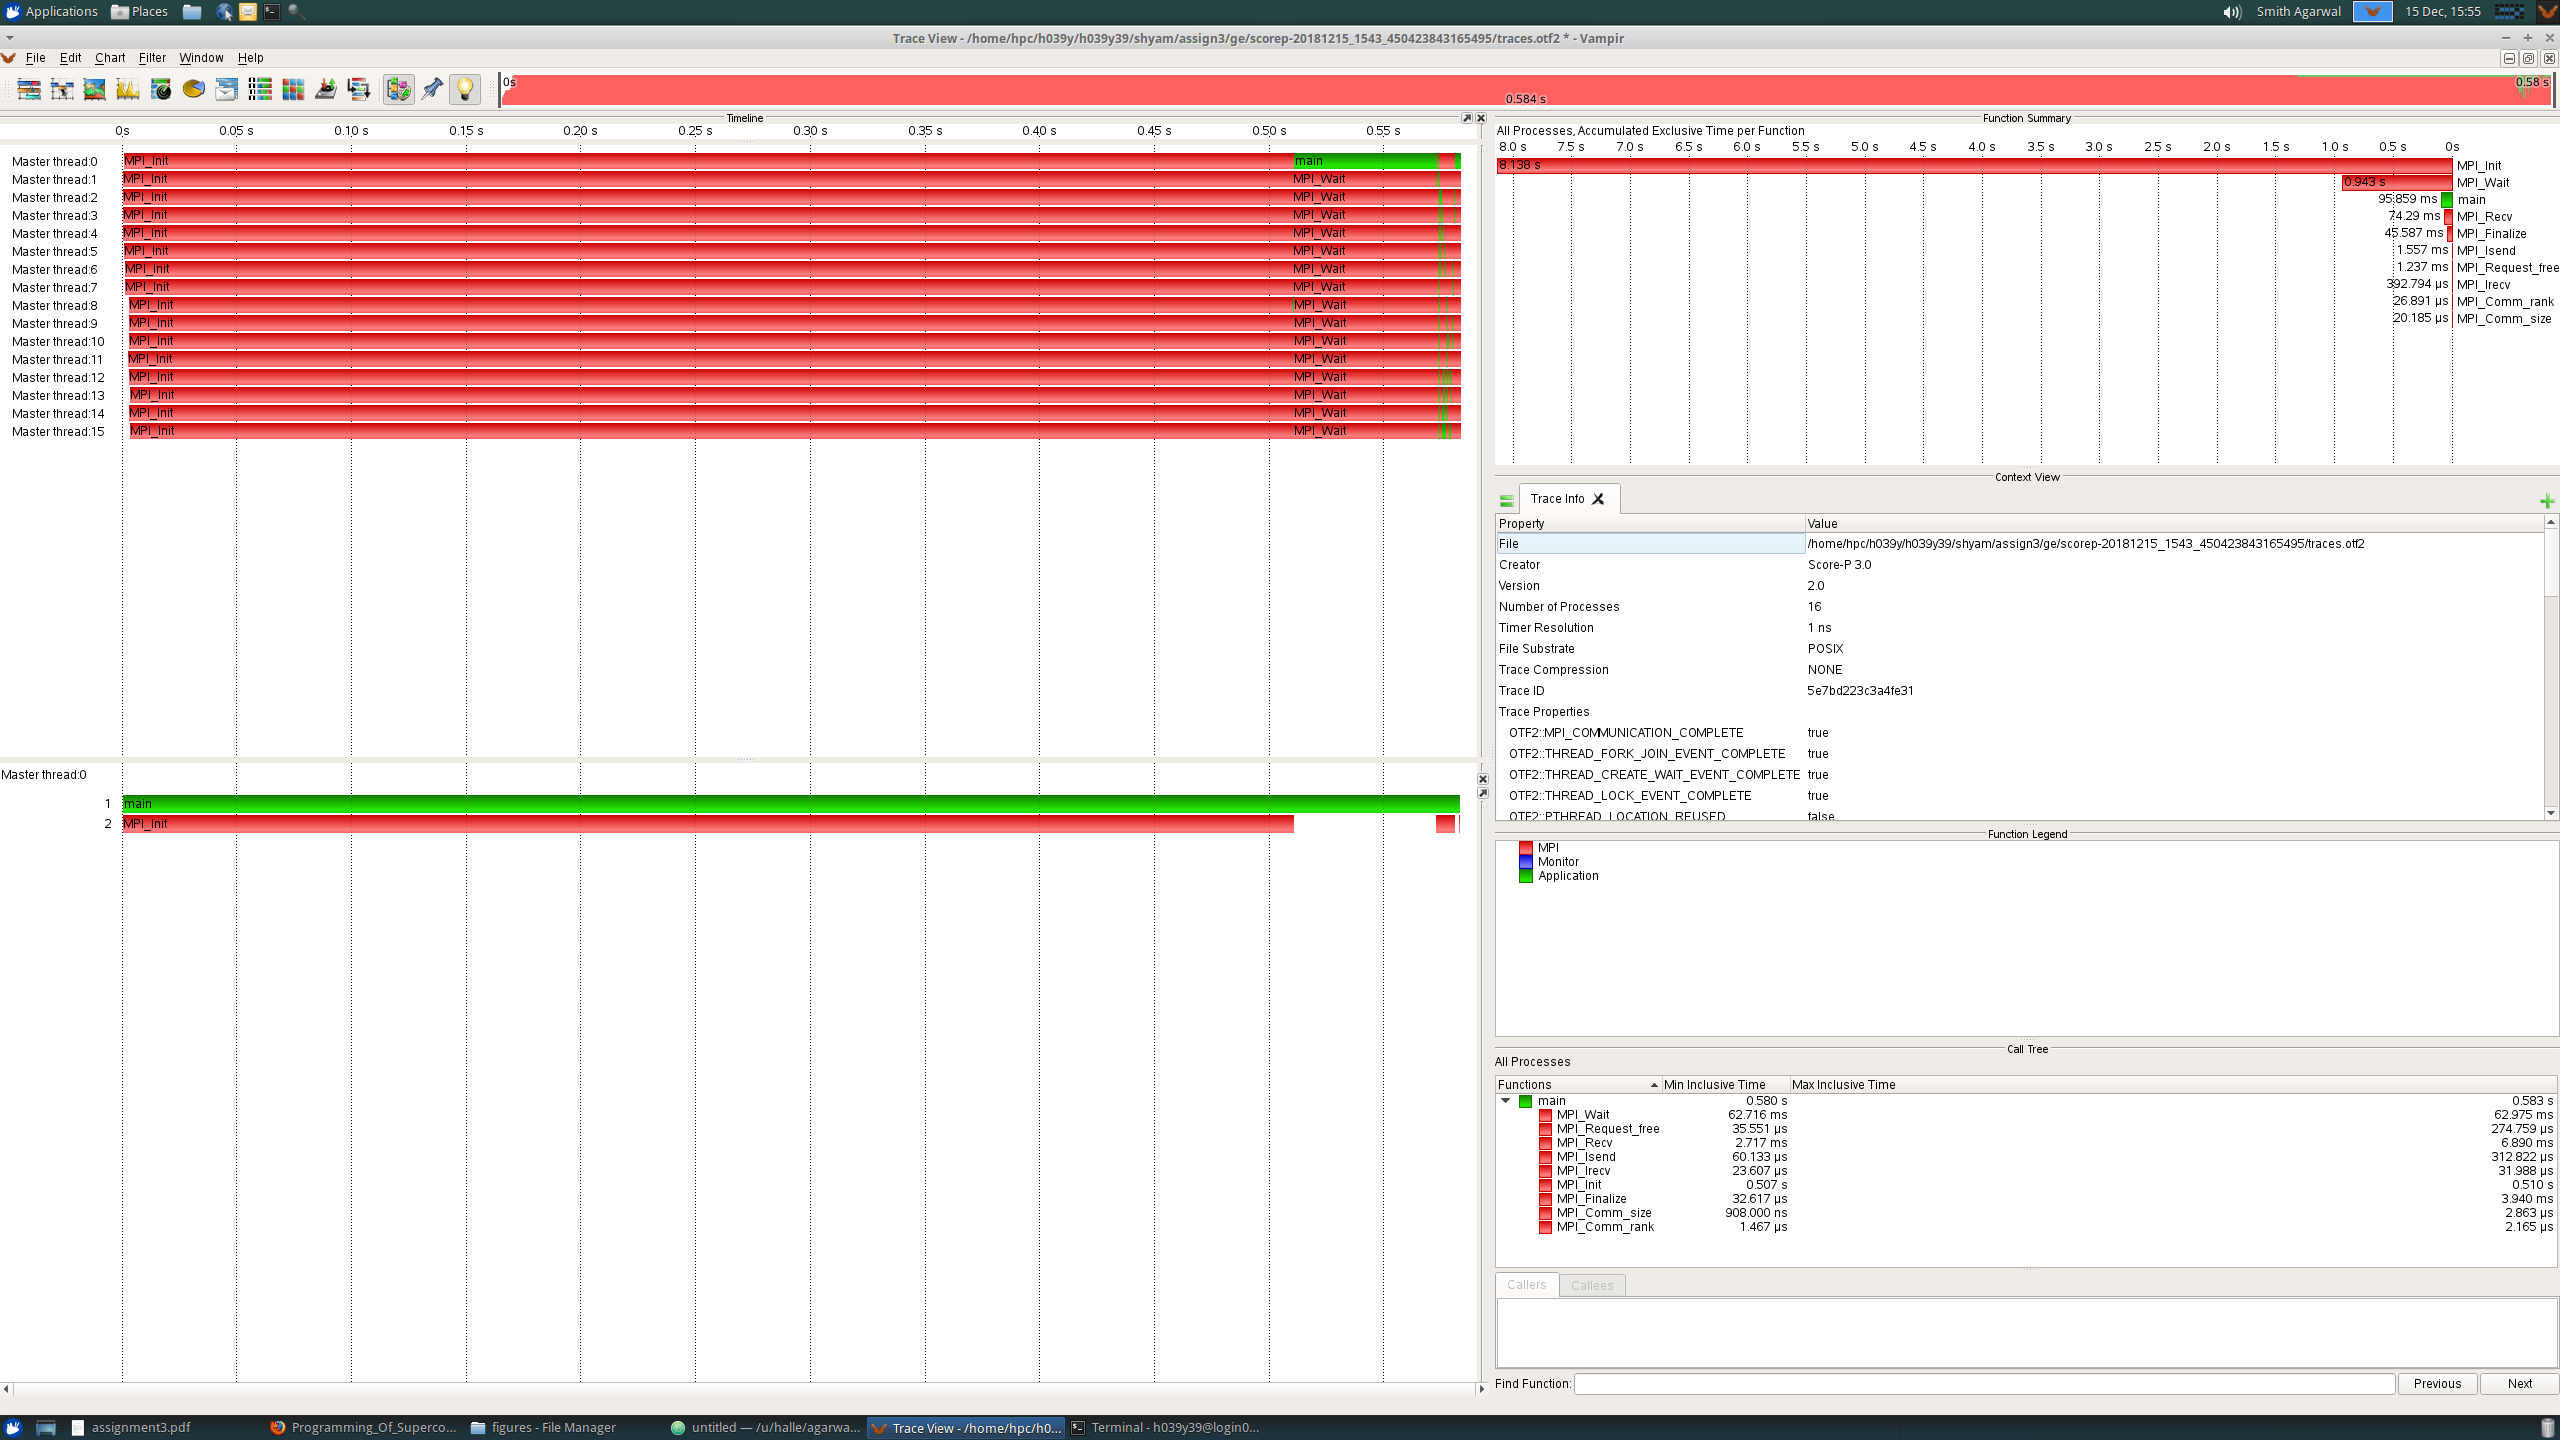 Applications Places Smith Agarwal 15 Dec, 15:55
Trace View - /home/hpc/h039y/h039y39/shyam/assign3/ge/scorep-20181215_1543_450423843165495/traces.otf2 * - Vampir
File Edit Chart Filter Window Help
0s 0.58 s
0.584 s
Timeline
0s 0.05 s 0.10 s 0.15 s 0.20 s 0.25 s 0.30 s 0.35 s 0.40 s 0.45 s 0.50 s 0.55 s
Master thread:0 MPI_Init main
Master thread:1 MPI_Init MPI_Wait
Master thread:2 MPI_Init MPI_Wait
Master thread:3 MPI_Init MPI_Wait
Master thread:4 MPI_Init MPI_Wait
Master thread:5 MPI_Init MPI_Wait
Master thread:6 MPI_Init MPI_Wait
Master thread:7 MPI_Init MPI_Wait
Master thread:8 MPI_Init MPI_Wait
Master thread:9 MPI_Init MPI_Wait
Master thread:10 MPI_Init MPI_Wait
Master thread:11 MPI_Init MPI_Wait
Master thread:12 MPI_Init MPI_Wait
Master thread:13 MPI_Init MPI_Wait
Master thread:14 MPI_Init MPI_Wait
Master thread:15 MPI_Init MPI_Wait
Master thread:0
1 main
2 MPI_Init
Function Summary
All Processes, Accumulated Exclusive Time per Function
8.0 s 7.5 s 7.0 s 6.5 s 6.0 s 5.5 s 5.0 s 4.5 s 4.0 s 3.5 s 3.0 s 2.5 s 2.0 s 1.5 s 1.0 s 0.5 s 0s
8.138 s MPI_Init
0.943 s MPI_Wait
95.859 ms main
74.29 ms MPI_Recv
45.587 ms MPI_Finalize
1.557 ms MPI_Isend
1.237 ms MPI_Request_free
392.794 µs MPI_Irecv
26.891 µs MPI_Comm_rank
20.185 µs MPI_Comm_size
Context View
Trace Info
Property Value
File /home/hpc/h039y/h039y39/shyam/assign3/ge/scorep-20181215_1543_450423843165495/traces.otf2
Creator Score-P 3.0
Version 2.0
Number of Processes 16
Timer Resolution 1 ns
File Substrate POSIX
Trace Compression NONE
Trace ID 5e7bd223c3a4fe31
Trace Properties
OTF2::MPI_COMMUNICATION_COMPLETE true
OTF2::THREAD_FORK_JOIN_EVENT_COMPLETE true
OTF2::THREAD_CREATE_WAIT_EVENT_COMPLETE true
OTF2::THREAD_LOCK_EVENT_COMPLETE true
OTF2::PTHREAD_LOCATION_REUSED false
Function Legend
MPI
Monitor
Application
Call Tree
All Processes
Functions Min Inclusive Time Max Inclusive Time
main 0.580 s 0.583 s
MPI_Wait 62.716 ms 62.975 ms
MPI_Request_free 35.551 µs 274.759 µs
MPI_Recv 2.717 ms 6.890 ms
MPI_Isend 60.133 µs 312.822 µs
MPI_Irecv 23.607 µs 31.988 µs
MPI_Init 0.507 s 0.510 s
MPI_Finalize 32.617 µs 3.940 ms
MPI_Comm_size 908.000 ns 2.863 µs
MPI_Comm_rank 1.467 µs 2.165 µs
Callers Callees
Find Function: Previous Next
assignment3.pdf Programming_Of_Superco... figures - File Manager untitled — /u/halle/agarwa... Trace View - /home/hpc/h0... Terminal - h039y39@login0...